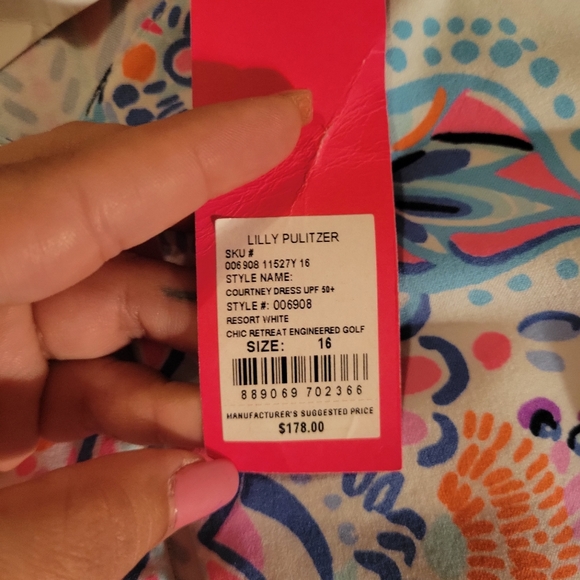 LILLY PULITZER
SKU #
006908 11527Y 16
STYLE NAME:
COURTNEY DRESS UPF 50+
STYLE #: 006908
RESORT WHITE
CHIC RETREAT ENGINEERED GOLF
SIZE: 16
889069 702366
MANUFACTURER'S SUGGESTED PRICE
$178.00